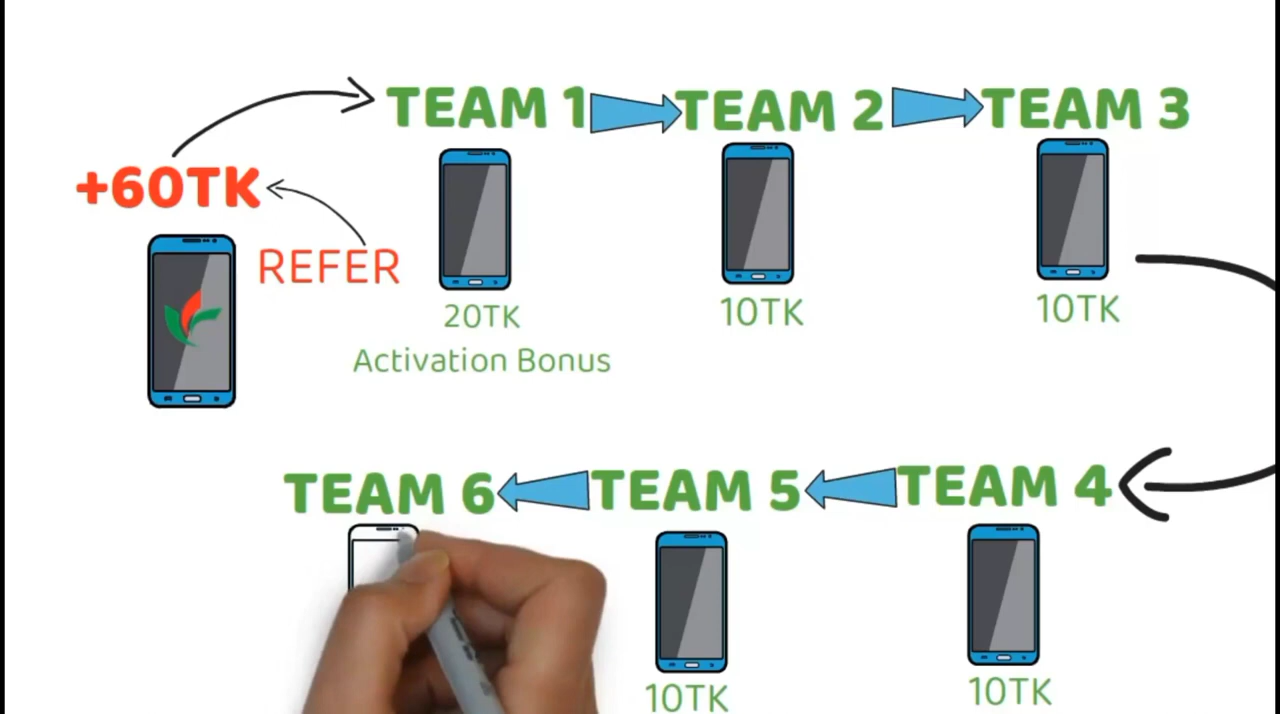 TEAM 1
TEAM 2
TEAM 3
+60TK
REFER
20TK
Activation Bonus
10TK
10TK
TEAM 6
TEAM 5
TEAM 4
10TK
10TK